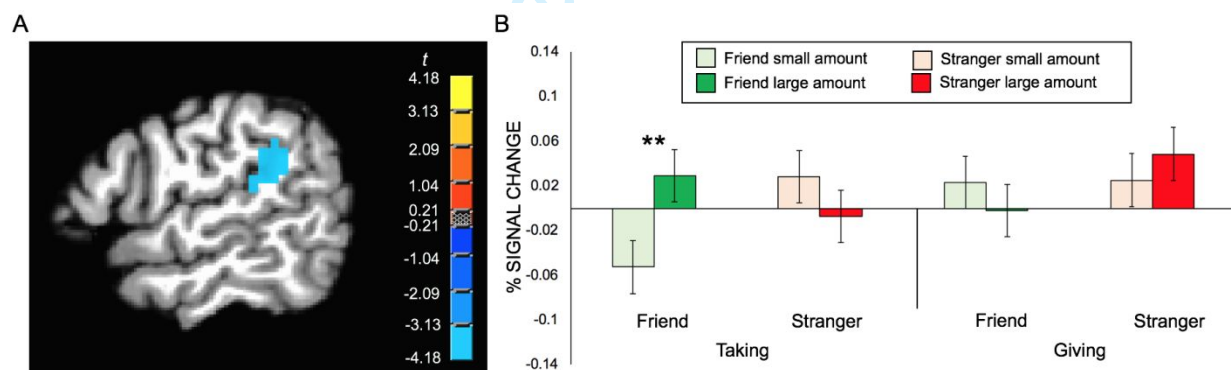 A
t
4.18
3.13
2.09
1.04
0.21
-0.21
-1.04
-2.09
-3.13
-4.18
B
% SIGNAL CHANGE
0.14
0.1
0.06
0.02
-0.02
-0.06
-0.1
-0.14
Friend small amount
Stranger small amount
Friend large amount
Stranger large amount
**
Friend
Stranger
Friend
Stranger
Taking
Giving